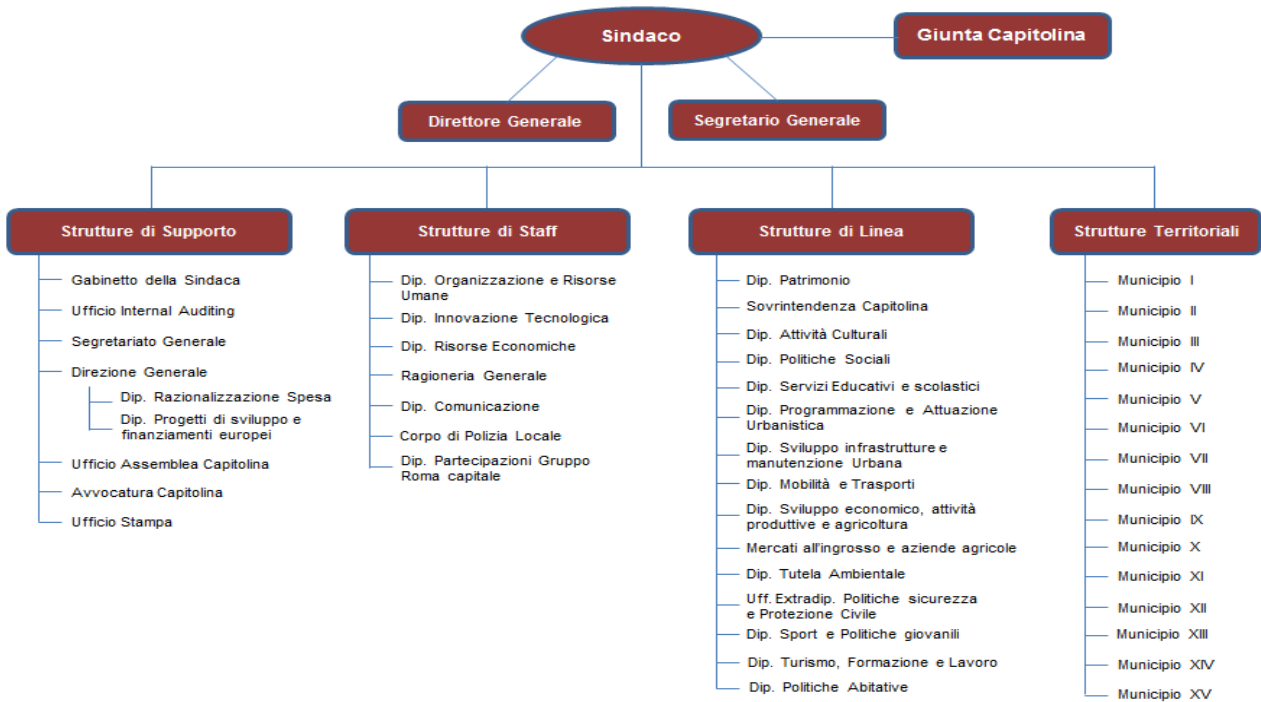 Sindaco
Giunta Capitolina
Direttore Generale
Segretario Generale
Strutture di Supporto
Gabinetto della Sindaca
Ufficio Internal Auditing
Segretariato Generale
Direzione Generale
Dip. Razionalizzazione Spesa
Dip. Progetti di sviluppo e
finanziamenti europei
Ufficio Assemblea Capitolina
Avvocatura Capitolina
Ufficio Stampa
Strutture di Staff
Dip. Organizzazione e Risorse
Umane
Dip. Innovazione Tecnologica
Dip. Risorse Economiche
Ragioneria Generale
Dip. Comunicazione
Corpo di Polizia Locale
Dip. Partecipazioni Gruppo
Roma capitale
Strutture di Linea
Dip. Patrimonio
Sovrintendenza Capitolina
Dip. Attività Culturali
Dip. Politiche Sociali
Dip. Servizi Educativi e scolastici
Dip. Programmazione e Attuazione
Urbanistica
Dip. Sviluppo infrastrutture e
manutenzione Urbana
Dip. Mobilità e Trasporti
Dip. Sviluppo economico, attività
produttive e agricoltura
Mercati all'ingrosso e aziende agricole
Dip. Tutela Ambientale
Uff. Extradip. Politiche sicurezza
e Protezione Civile
Dip. Sport e Politiche giovanili
Dip. Turismo, Formazione e Lavoro
Dip. Politiche Abitative
Strutture Territoriali
Municipio I
Municipio II
Municipio III
Municipio IV
Municipio V
Municipio VI
Municipio VII
Municipio VIII
Municipio IX
Municipio X
Municipio XI
Municipio XII
Municipio XIII
Municipio XIV
Municipio XV